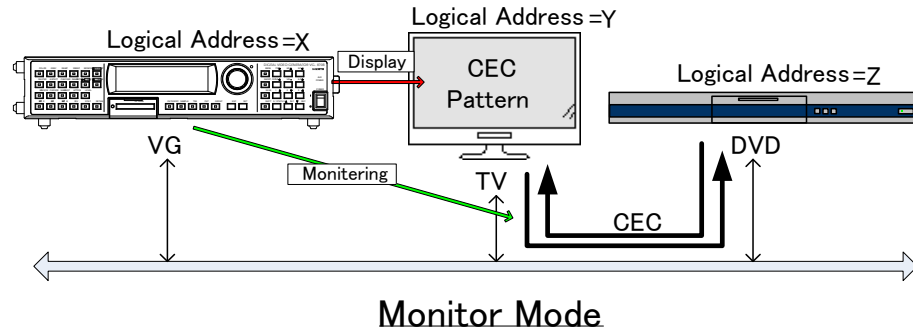 Logical Address=X
Logical Address=Y
Display
CEC
Pattern
Logical Address=Z
VG
Monitering
TV
DVD
CEC
Monitor Mode